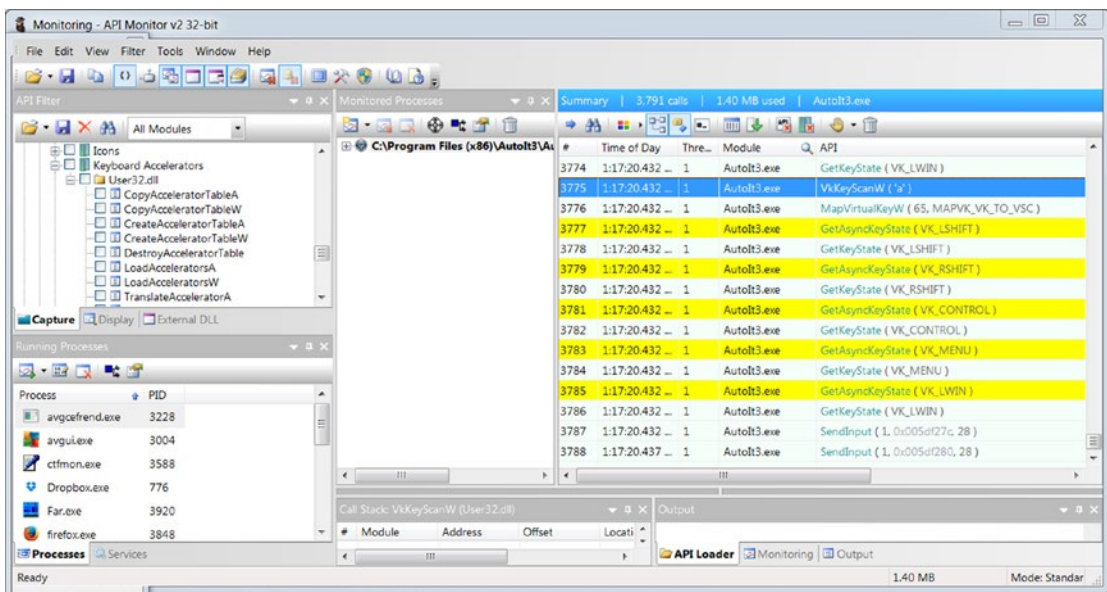 Monitoring - API Monitor v2 32-bit
File Edit View Filter Tools Window Help
API Filter
All Modules
Icons
Keyboard Accelerators
User32.dll
CopyAcceleratorTableA
CopyAcceleratorTableW
CreateAcceleratorTableA
CreateAcceleratorTableW
DestroyAcceleratorTable
LoadAcceleratorsA
LoadAcceleratorsW
TranslateAcceleratorA
Capture Display External DLL
Running Processes
Process PID
avgcefrend.exe 3228
avgui.exe 3004
ctfmon.exe 3588
Dropbox.exe 776
Far.exe 3920
firefox.exe 3848
Processes Services
Monitored Processes
C:\Program Files (x86)\AutoIt3\Au
Summary | 3,791 calls | 1.40 MB used | AutoIt3.exe
# Time of Day Thre... Module API
3774 1:17:20.432 ... 1 AutoIt3.exe GetKeyState ( VK_LWIN )
3775 1:17:20.432 ... 1 AutoIt3.exe VkKeyScanW ( 'a' )
3776 1:17:20.432 ... 1 AutoIt3.exe MapVirtualKeyW ( 65, MAPVK_VK_TO_VSC )
3777 1:17:20.432 ... 1 AutoIt3.exe GetAsyncKeyState ( VK_LSHIFT )
3778 1:17:20.432 ... 1 AutoIt3.exe GetKeyState ( VK_LSHIFT )
3779 1:17:20.432 ... 1 AutoIt3.exe GetAsyncKeyState ( VK_RSHIFT )
3780 1:17:20.432 ... 1 AutoIt3.exe GetKeyState ( VK_RSHIFT )
3781 1:17:20.432 ... 1 AutoIt3.exe GetAsyncKeyState ( VK_CONTROL )
3782 1:17:20.432 ... 1 AutoIt3.exe GetKeyState ( VK_CONTROL )
3783 1:17:20.432 ... 1 AutoIt3.exe GetAsyncKeyState ( VK_MENU )
3784 1:17:20.432 ... 1 AutoIt3.exe GetKeyState ( VK_MENU )
3785 1:17:20.432 ... 1 AutoIt3.exe GetAsyncKeyState ( VK_LWIN )
3786 1:17:20.432 ... 1 AutoIt3.exe GetKeyState ( VK_LWIN )
3787 1:17:20.432 ... 1 AutoIt3.exe SendInput ( 1, 0x005df27c, 28 )
3788 1:17:20.437 ... 1 AutoIt3.exe SendInput ( 1, 0x005df280, 28 )
Call Stack: VkKeyScanW (User32.dll)
# Module Address Offset Locati
Output
API Loader Monitoring Output
Ready 1.40 MB Mode: Standar